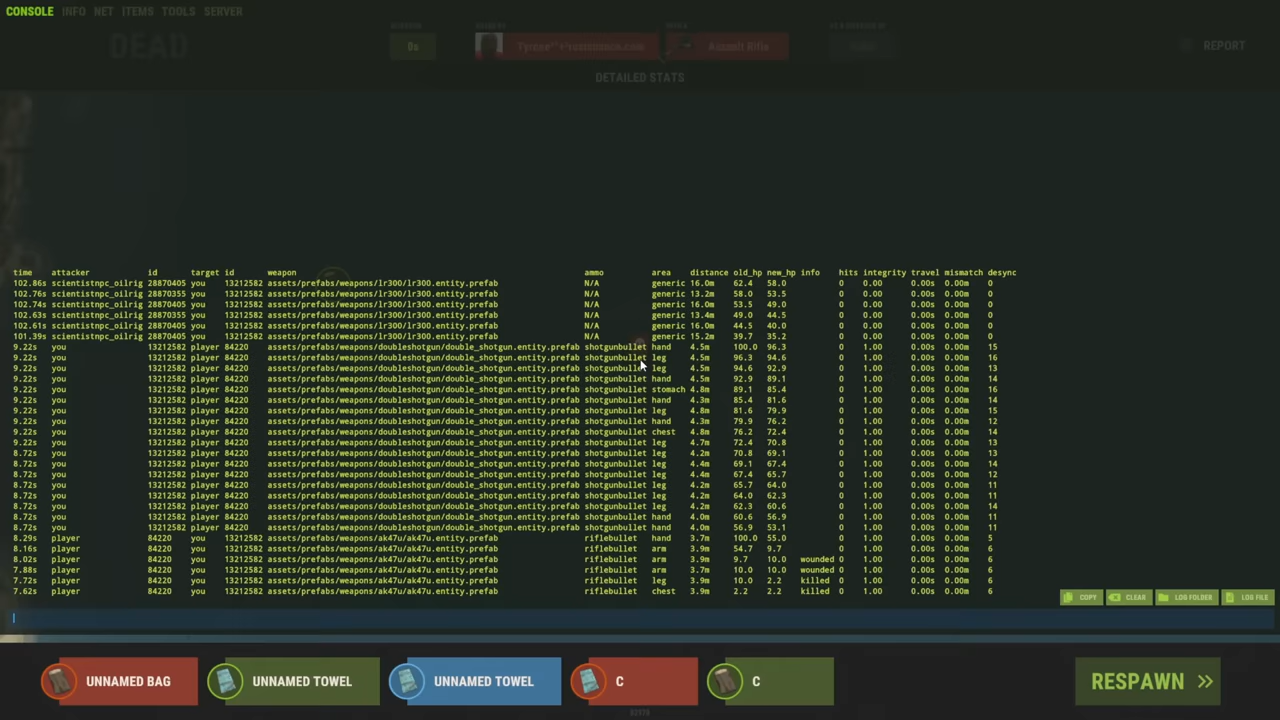 CONSOLE INFO NET ITEMS TOOLS SERVER
DEAD
0s
Assault Rifle
REPORT
DETAILED STATS
time attacker id target id weapon ammo area distance old_hp new_hp info hits integrity travel mismatch desync
102.86s scientistnpc_oilrig 28870405 you 13212582 assets/prefabs/weapons/lr300/lr300.entity.prefab N/A generic 16.0m 62.4 58.0 0 0.00 0.00s 0.00m 0
102.76s scientistnpc_oilrig 28870355 you 13212582 assets/prefabs/weapons/lr300/lr300.entity.prefab N/A generic 13.2m 58.0 53.5 0 0.00 0.00s 0.00m 0
102.74s scientistnpc_oilrig 28870405 you 13212582 assets/prefabs/weapons/lr300/lr300.entity.prefab N/A generic 16.0m 53.5 49.0 0 0.00 0.00s 0.00m 0
102.63s scientistnpc_oilrig 28870355 you 13212582 assets/prefabs/weapons/lr300/lr300.entity.prefab N/A generic 13.4m 49.0 44.5 0 0.00 0.00s 0.00m 0
102.61s scientistnpc_oilrig 28870405 you 13212582 assets/prefabs/weapons/lr300/lr300.entity.prefab N/A generic 16.0m 44.5 40.0 0 0.00 0.00s 0.00m 0
101.39s scientistnpc_oilrig 28870355 you 13212582 assets/prefabs/weapons/lr300/lr300.entity.prefab N/A generic 15.2m 39.7 35.2 0 0.00 0.00s 0.00m 0
9.22s you 13212582 player 84220 assets/prefabs/weapons/doubleshotgun/double_shotgun.entity.prefab shotgunbullet hand 4.5m 100.0 96.3 0 1.00 0.00s 0.00m 15
9.22s you 13212582 player 84220 assets/prefabs/weapons/doubleshotgun/double_shotgun.entity.prefab shotgunbullet leg 4.5m 96.3 94.6 0 1.00 0.00s 0.00m 16
9.22s you 13212582 player 84220 assets/prefabs/weapons/doubleshotgun/double_shotgun.entity.prefab shotgunbullet leg 4.5m 94.6 92.9 0 1.00 0.00s 0.00m 13
9.22s you 13212582 player 84220 assets/prefabs/weapons/doubleshotgun/double_shotgun.entity.prefab shotgunbullet hand 4.5m 92.9 89.1 0 1.00 0.00s 0.00m 14
9.22s you 13212582 player 84220 assets/prefabs/weapons/doubleshotgun/double_shotgun.entity.prefab shotgunbullet stomach 4.8m 89.1 85.4 0 1.00 0.00s 0.00m 16
9.22s you 13212582 player 84220 assets/prefabs/weapons/doubleshotgun/double_shotgun.entity.prefab shotgunbullet hand 4.3m 85.4 81.6 0 1.00 0.00s 0.00m 14
9.22s you 13212582 player 84220 assets/prefabs/weapons/doubleshotgun/double_shotgun.entity.prefab shotgunbullet leg 4.8m 81.6 79.9 0 1.00 0.00s 0.00m 15
9.22s you 13212582 player 84220 assets/prefabs/weapons/doubleshotgun/double_shotgun.entity.prefab shotgunbullet hand 4.3m 79.9 76.2 0 1.00 0.00s 0.00m 12
9.22s you 13212582 player 84220 assets/prefabs/weapons/doubleshotgun/double_shotgun.entity.prefab shotgunbullet chest 4.8m 76.2 72.4 0 1.00 0.00s 0.00m 14
9.22s you 13212582 player 84220 assets/prefabs/weapons/doubleshotgun/double_shotgun.entity.prefab shotgunbullet leg 4.7m 72.4 70.8 0 1.00 0.00s 0.00m 13
8.72s you 13212582 player 84220 assets/prefabs/weapons/doubleshotgun/double_shotgun.entity.prefab shotgunbullet leg 4.2m 70.8 69.1 0 1.00 0.00s 0.00m 13
8.72s you 13212582 player 84220 assets/prefabs/weapons/doubleshotgun/double_shotgun.entity.prefab shotgunbullet leg 4.4m 69.1 67.4 0 1.00 0.00s 0.00m 14
8.72s you 13212582 player 84220 assets/prefabs/weapons/doubleshotgun/double_shotgun.entity.prefab shotgunbullet leg 4.4m 67.4 65.7 0 1.00 0.00s 0.00m 12
8.72s you 13212582 player 84220 assets/prefabs/weapons/doubleshotgun/double_shotgun.entity.prefab shotgunbullet leg 4.2m 65.7 64.0 0 1.00 0.00s 0.00m 11
8.72s you 13212582 player 84220 assets/prefabs/weapons/doubleshotgun/double_shotgun.entity.prefab shotgunbullet leg 4.2m 64.0 62.3 0 1.00 0.00s 0.00m 11
8.72s you 13212582 player 84220 assets/prefabs/weapons/doubleshotgun/double_shotgun.entity.prefab shotgunbullet leg 4.2m 62.3 60.6 0 1.00 0.00s 0.00m 14
8.72s you 13212582 player 84220 assets/prefabs/weapons/doubleshotgun/double_shotgun.entity.prefab shotgunbullet hand 4.0m 60.6 56.9 0 1.00 0.00s 0.00m 11
8.72s you 13212582 player 84220 assets/prefabs/weapons/doubleshotgun/double_shotgun.entity.prefab shotgunbullet hand 4.0m 56.9 53.1 0 1.00 0.00s 0.00m 11
8.29s player 84220 you 13212582 assets/prefabs/weapons/ak47u/ak47u.entity.prefab riflebullet hand 3.7m 100.0 55.0 0 1.00 0.00s 0.00m 5
8.16s player 84220 you 13212582 assets/prefabs/weapons/ak47u/ak47u.entity.prefab riflebullet arm 3.9m 54.7 9.7 0 1.00 0.00s 0.00m 6
8.02s player 84220 you 13212582 assets/prefabs/weapons/ak47u/ak47u.entity.prefab riflebullet arm 3.9m 9.7 10.0 wounded 0 1.00 0.00s 0.00m 6
7.88s player 84220 you 13212582 assets/prefabs/weapons/ak47u/ak47u.entity.prefab riflebullet arm 3.7m 10.0 10.0 wounded 0 1.00 0.00s 0.00m 6
7.72s player 84220 you 13212582 assets/prefabs/weapons/ak47u/ak47u.entity.prefab riflebullet leg 3.9m 10.0 2.2 killed 0 1.00 0.00s 0.00m 6
7.62s player 84220 you 13212582 assets/prefabs/weapons/ak47u/ak47u.entity.prefab riflebullet chest 3.9m 2.2 2.2 killed 0 1.00 0.00s 0.00m 6
COPY CLEAR LOG FOLDER LOG FILE
UNNAMED BAG UNNAMED TOWEL UNNAMED TOWEL C C RESPAWN